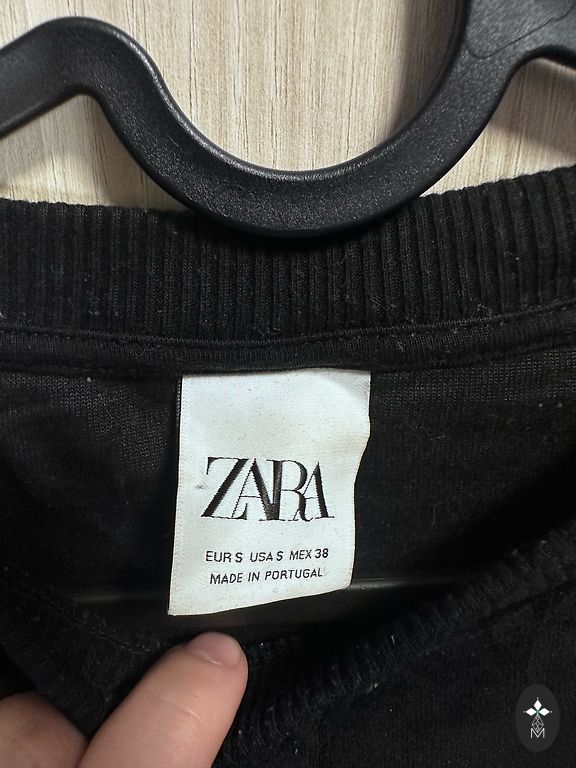 ZARA
EUR S USA S MEX 38
MADE IN PORTUGAL
M